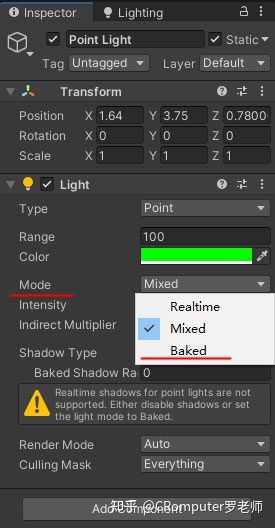 Inspector Lighting
Point Light Static
Tag Untagged Layer Default
Transform
Position X 1.64 Y 3.75 Z 0.7800
Rotation X 0 Y 0 Z 0
Scale X 1 Y 1 Z 1
Light
Type Point
Range 100
Color
Mode Mixed
Realtime
Intensity
Mixed
Indirect Multiplier
Baked
Shadow Type
Baked Shadow Ra 0
Realtime shadows for point lights are
not supported. Either disable shadows or set
the light mode to Baked.
Render Mode Auto
Culling Mask Everything
Add Component
知乎 @CRomputer罗老师